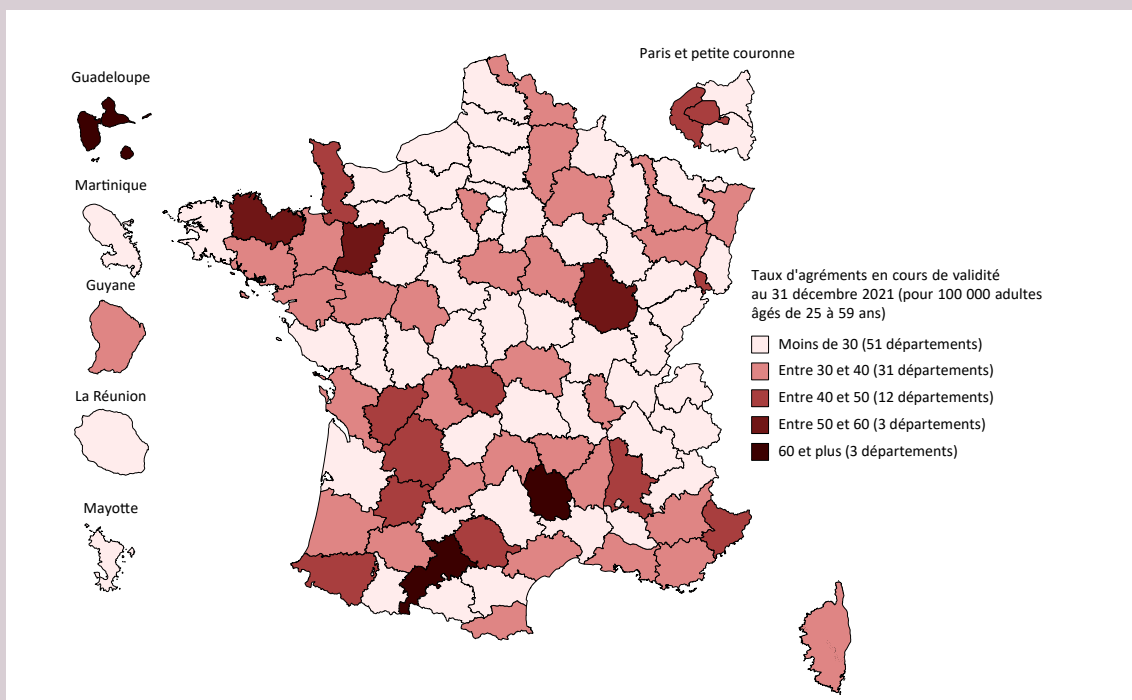 Paris et petite couronne
Guadeloupe
Martinique
Guyane
La Réunion
Mayotte
Taux d'agréments en cours de validité
au 31 décembre 2021 (pour 100 000 adultes
âgés de 25 à 59 ans)
Moins de 30 (51 départements)
Entre 30 et 40 (31 départements)
Entre 40 et 50 (12 départements)
Entre 50 et 60 (3 départements)
60 et plus (3 départements)